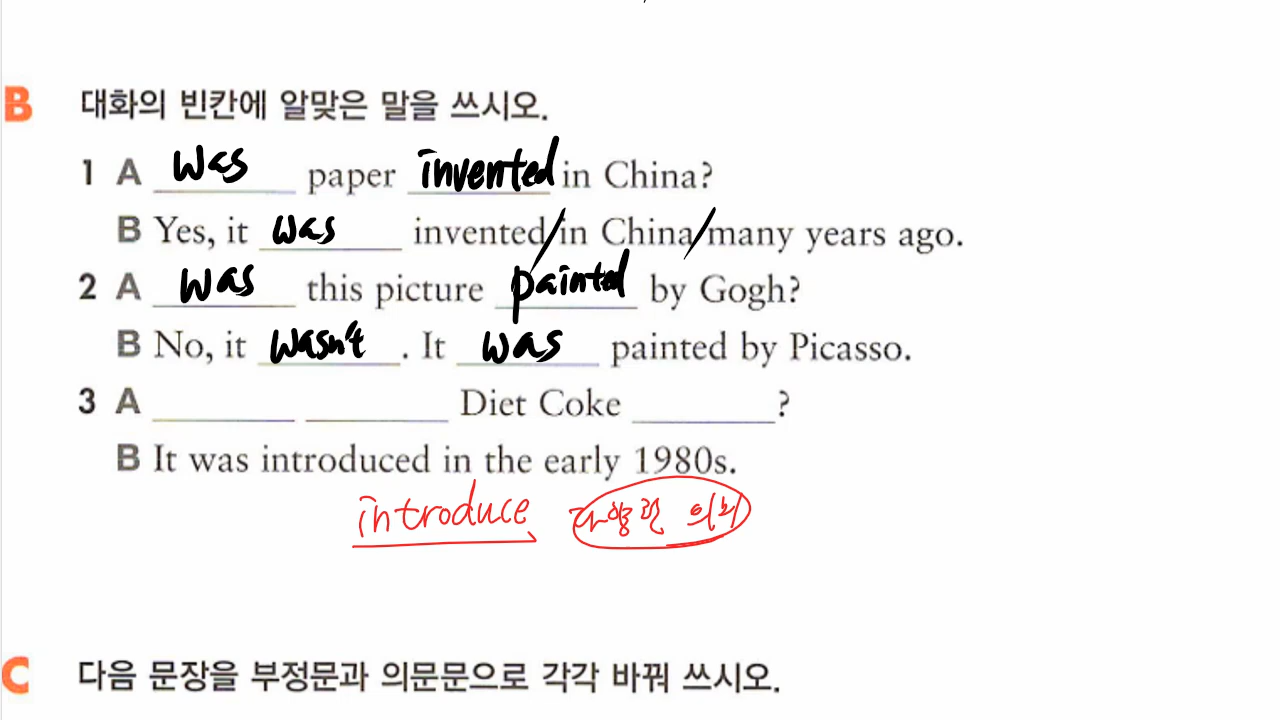 B 대화의 빈칸에 알맞은 말을 쓰시오.
1 A was paper invented in China?
B Yes, it was invented/in China/many years ago.
2 A was this picture painted by Gogh?
B No, it wasn't. It was painted by Picasso.
3 A ________ ________ Diet Coke ________?
B It was introduced in the early 1980s.
introduce 다양한 의미
C 다음 문장을 부정문과 의문문으로 각각 바꿔 쓰시오.